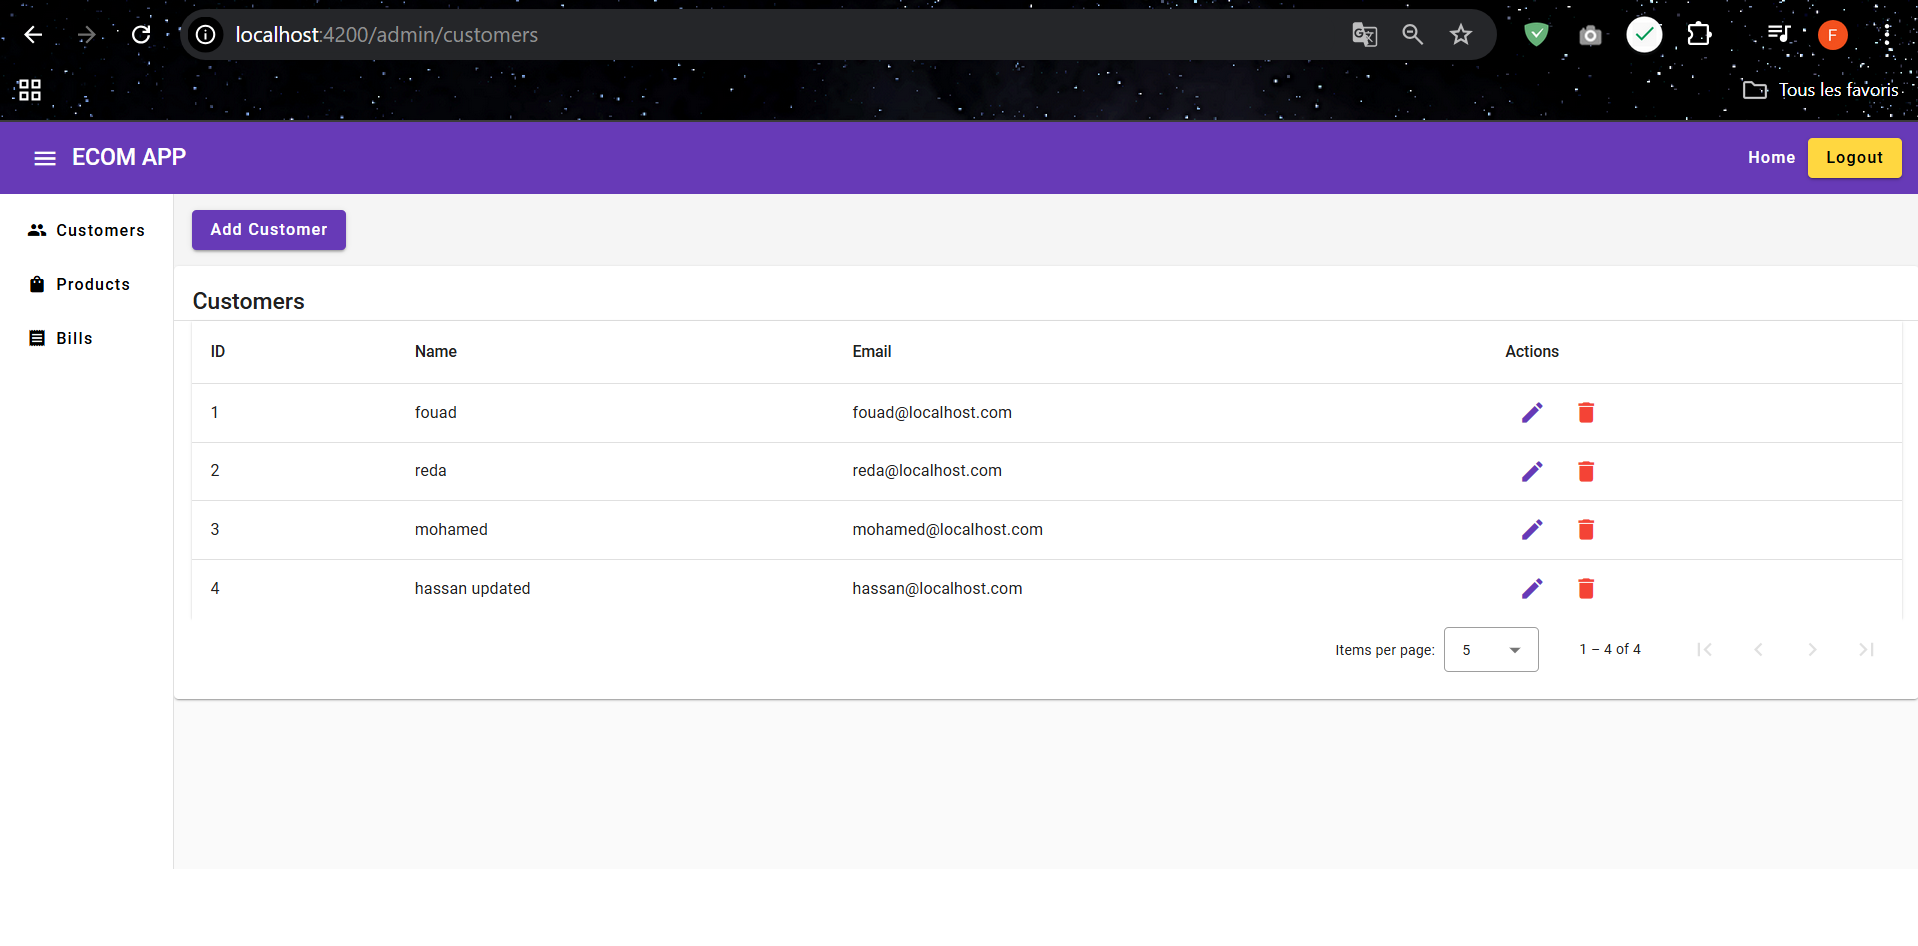 localhost:4200/admin/customers
F
Tous les favoris
ECOM APP
Home
Logout
Customers
Products
Bills
Add Customer
Customers
ID Name Email Actions
1 fouad fouad@localhost.com
2 reda reda@localhost.com
3 mohamed mohamed@localhost.com
4 hassan updated hassan@localhost.com
Items per page: 5 1 – 4 of 4